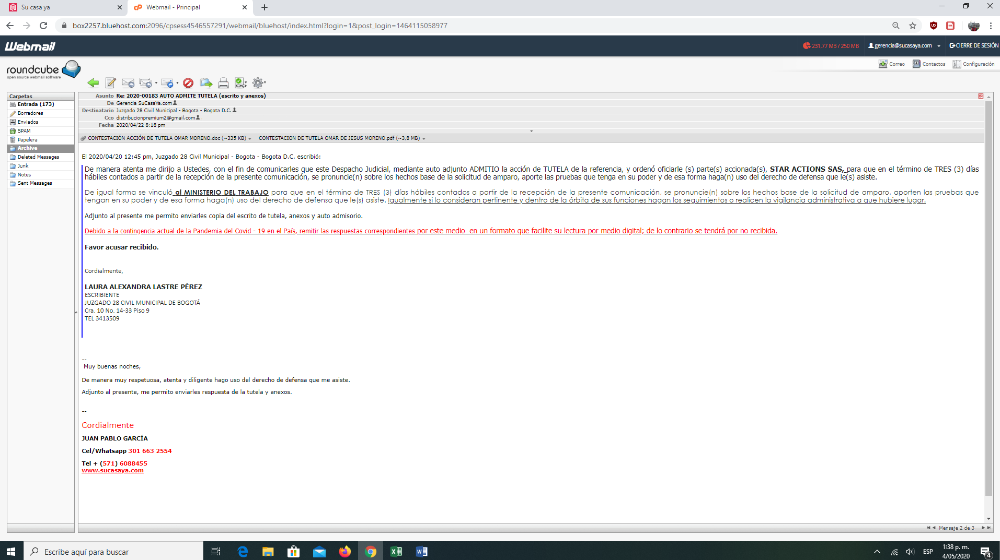 Su casa ya
Webmail - Principal
box2257.bluehost.com:2096/cpsess4546557291/webmail/bluehost/index.html?login=1&post_login=1464115058977
Webmail
231,77 MB / 250 MB
gerencia@sucasaya.com
CIERRE DE SESIÓN
roundcube
open source webmail software
Correo
Contactos
Configuración
Carpetas
Entrada (173)
Borradores
Enviados
SPAM
Papelera
Archive
Deleted Messages
Junk
Notes
Sent Messages
Asunto Re: 2020-00183 AUTO ADMITE TUTELA (escrito y anexos)
De Gerencia SuCasaYa.com
Destinatario Juzgado 28 Civil Municipal - Bogota - Bogota D.C.
Cco distribucionpremium2@gmail.com
Fecha 2020/04/22 8:18 pm
CONTESTACIÓN ACCIÓN DE TUTELA OMAR MORENO.doc (~335 KB)
CONTESTACION DE TUTELA OMAR DE JESUS MORENO.pdf (~3,8 MB)
El 2020/04/20 12:45 pm, Juzgado 28 Civil Municipal - Bogota - Bogota D.C. escribió:
De manera atenta me dirijo a Ustedes, con el fin de comunicarles que este Despacho Judicial, mediante auto adjunto ADMITIO la acción de TUTELA de la referencia, y ordenó oficiarle (s) parte(s) accionada(s), STAR ACTIONS SAS, para que en el término de TRES (3) días
hábiles contados a partir de la recepción de la presente comunicación, se pronuncie(n) sobre los hechos base de la solicitud de amparo, aporte las pruebas que tenga en su poder y de esa forma haga(n) uso del derecho de defensa que le(s) asiste.
De igual forma se vinculó al MINISTERIO DEL TRABAJO para que en el término de TRES (3) días hábiles contados a partir de la recepción de la presente comunicación, se pronuncie(n) sobre los hechos base de la solicitud de amparo, aporten las pruebas que
tengan en su poder y de esa forma haga(n) uso del derecho de defensa que le(s) asiste. Igualmente si lo consideran pertinente y dentro de la órbita de sus funciones hagan los seguimientos o realicen la vigilancia administrativa a que hubiere lugar.
Adjunto al presente me permito enviarles copia del escrito de tutela, anexos y auto admisorio.
Debido a la contingencia actual de la Pandemia del Covid - 19 en el País, remitir las respuestas correspondientes por este medio en un formato que facilite su lectura por medio digital; de lo contrario se tendrá por no recibida.
Favor acusar recibido.
Cordialmente,
LAURA ALEXANDRA LASTRE PÉREZ
ESCRIBIENTE
JUZGADO 28 CIVIL MUNICIPAL DE BOGOTÁ
Cra. 10 No. 14-33 Piso 9
TEL 3413509
--
Muy buenas noches,
De manera muy respetuosa, atenta y diligente hago uso del derecho de defensa que me asiste.
Adjunto al presente, me permito enviarles respuesta de la tutela y anexos.
--
Cordialmente
JUAN PABLO GARCÍA
Cel/Whatsapp 301 663 2554
Tel + (571) 6088455
www.sucasaya.com
Mensaje 2 de 3
Escribe aquí para buscar
ESP
1:38 p. m.
4/05/2020
4